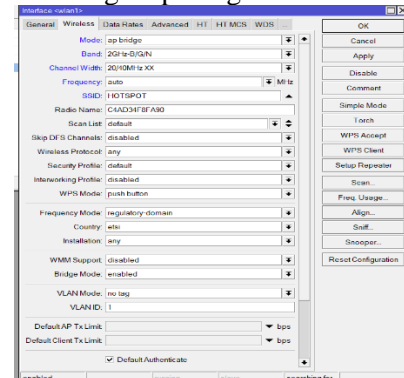 Interface <wlan1>
General Wireless Data Rates Advanced HT HT MCS WDS ...
Mode: ap bridge
Band: 2GHz-B/G/N
Channel Width: 20/40MHz XX
Frequency: auto MHz
SSID: HOTSPOT
Radio Name: C4AD34F8FA90
Scan List: default
Skip DFS Channels: disabled
Wireless Protocol: any
Security Profile: default
Interworking Profile: disabled
WPS Mode: push button
Frequency Mode: regulatory-domain
Country: etsi
Installation: any
WMM Support: disabled
Bridge Mode: enabled
VLAN Mode: no tag
VLAN ID: 1
Default AP Tx Limit: bps
Default Client Tx Limit: bps
Default Authenticate
OK
Cancel
Apply
Disable
Comment
Simple Mode
Torch
WPS Accept
WPS Client
Setup Repeater
Scan...
Freq. Usage...
Align...
Sniff...
Snooper...
Reset Configuration